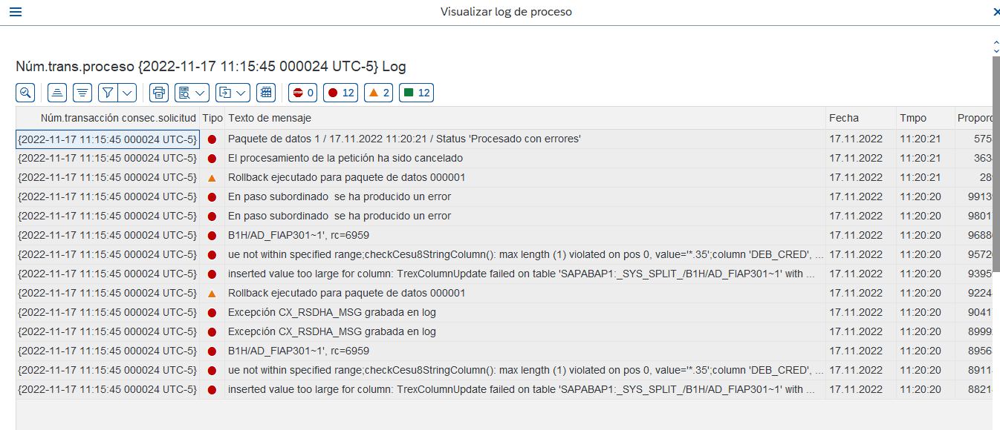 Visualizar log de proceso
Núm.trans.proceso {2022-11-17 11:15:45 000024 UTC-5} Log
STOP 0 12 2 12
Núm.transacción consec.solicitud Tipo Texto de mensaje Fecha Tmpo Proporc
{2022-11-17 11:15:45 000024 UTC-5} Paquete de datos 1 / 17.11.2022 11:20:21 / Status 'Procesado con errores' 17.11.2022 11:20:21 575
{2022-11-17 11:15:45 000024 UTC-5} El procesamiento de la petición ha sido cancelado 17.11.2022 11:20:21 363
{2022-11-17 11:15:45 000024 UTC-5} Rollback ejecutado para paquete de datos 000001 17.11.2022 11:20:21 28
{2022-11-17 11:15:45 000024 UTC-5} En paso subordinado  se ha producido un error 17.11.2022 11:20:20 9913
{2022-11-17 11:15:45 000024 UTC-5} En paso subordinado  se ha producido un error 17.11.2022 11:20:20 9801
{2022-11-17 11:15:45 000024 UTC-5} B1H/AD_FIAP301~1', rc=6959 17.11.2022 11:20:20 9688
{2022-11-17 11:15:45 000024 UTC-5} ue not within specified range;checkCesu8StringColumn(): max length (1) violated on pos 0, value='*.35';column 'DEB_CRED', ... 17.11.2022 11:20:20 9572
{2022-11-17 11:15:45 000024 UTC-5} inserted value too large for column: TrexColumnUpdate failed on table 'SAPABAP1:_SYS_SPLIT_/B1H/AD_FIAP301~1' with ... 17.11.2022 11:20:20 9395
{2022-11-17 11:15:45 000024 UTC-5} Rollback ejecutado para paquete de datos 000001 17.11.2022 11:20:20 9224
{2022-11-17 11:15:45 000024 UTC-5} Excepción CX_RSDHA_MSG grabada en log 17.11.2022 11:20:20 9041
{2022-11-17 11:15:45 000024 UTC-5} Excepción CX_RSDHA_MSG grabada en log 17.11.2022 11:20:20 8999
{2022-11-17 11:15:45 000024 UTC-5} B1H/AD_FIAP301~1', rc=6959 17.11.2022 11:20:20 8956
{2022-11-17 11:15:45 000024 UTC-5} ue not within specified range;checkCesu8StringColumn(): max length (1) violated on pos 0, value='*.35';column 'DEB_CRED', ... 17.11.2022 11:20:20 8911
{2022-11-17 11:15:45 000024 UTC-5} inserted value too large for column: TrexColumnUpdate failed on table 'SAPABAP1:_SYS_SPLIT_/B1H/AD_FIAP301~1' with ... 17.11.2022 11:20:20 8821